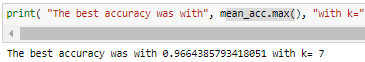 print( "The best accuracy was with", mean_acc.max(), "with k="
The best accuracy was with 0.9664385793418051 with k= 7